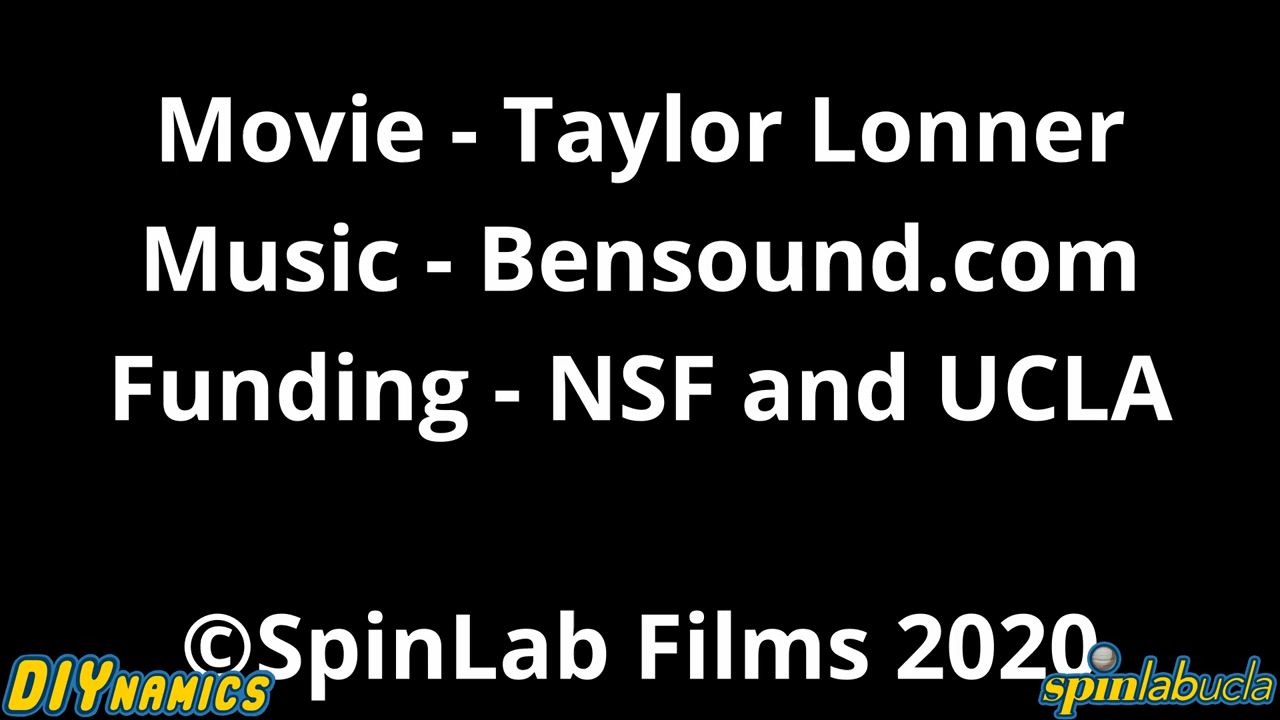 Movie - Taylor Lonner
Music - Bensound.com
Funding - NSF and UCLA
©SpinLab Films 2020
DIYNAMICS
spinlabucla